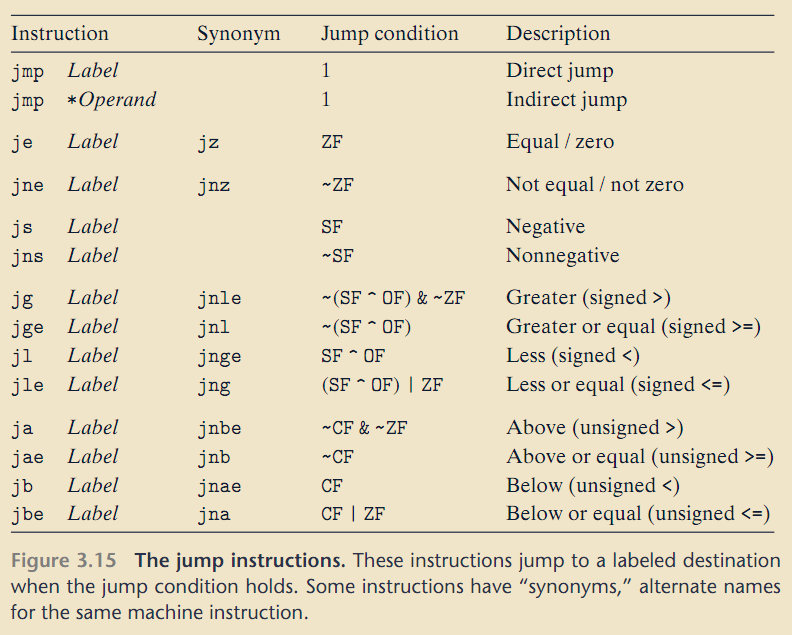 Instruction Synonym Jump condition Description
jmp Label 1 Direct jump
jmp *Operand 1 Indirect jump
je Label jz ZF Equal / zero
jne Label jnz ~ZF Not equal / not zero
js Label SF Negative
jns Label ~SF Nonnegative
jg Label jnle ~(SF ^ OF) & ~ZF Greater (signed >)
jge Label jnl ~(SF ^ OF) Greater or equal (signed >=)
jl Label jnge SF ^ OF Less (signed <)
jle Label jng (SF ^ OF) | ZF Less or equal (signed <=)
ja Label jnbe ~CF & ~ZF Above (unsigned >)
jae Label jnb ~CF Above or equal (unsigned >=)
jb Label jnae CF Below (unsigned <)
jbe Label jna CF | ZF Below or equal (unsigned <=)
Figure 3.15 The jump instructions. These instructions jump to a labeled destination
when the jump condition holds. Some instructions have “synonyms,” alternate names
for the same machine instruction.